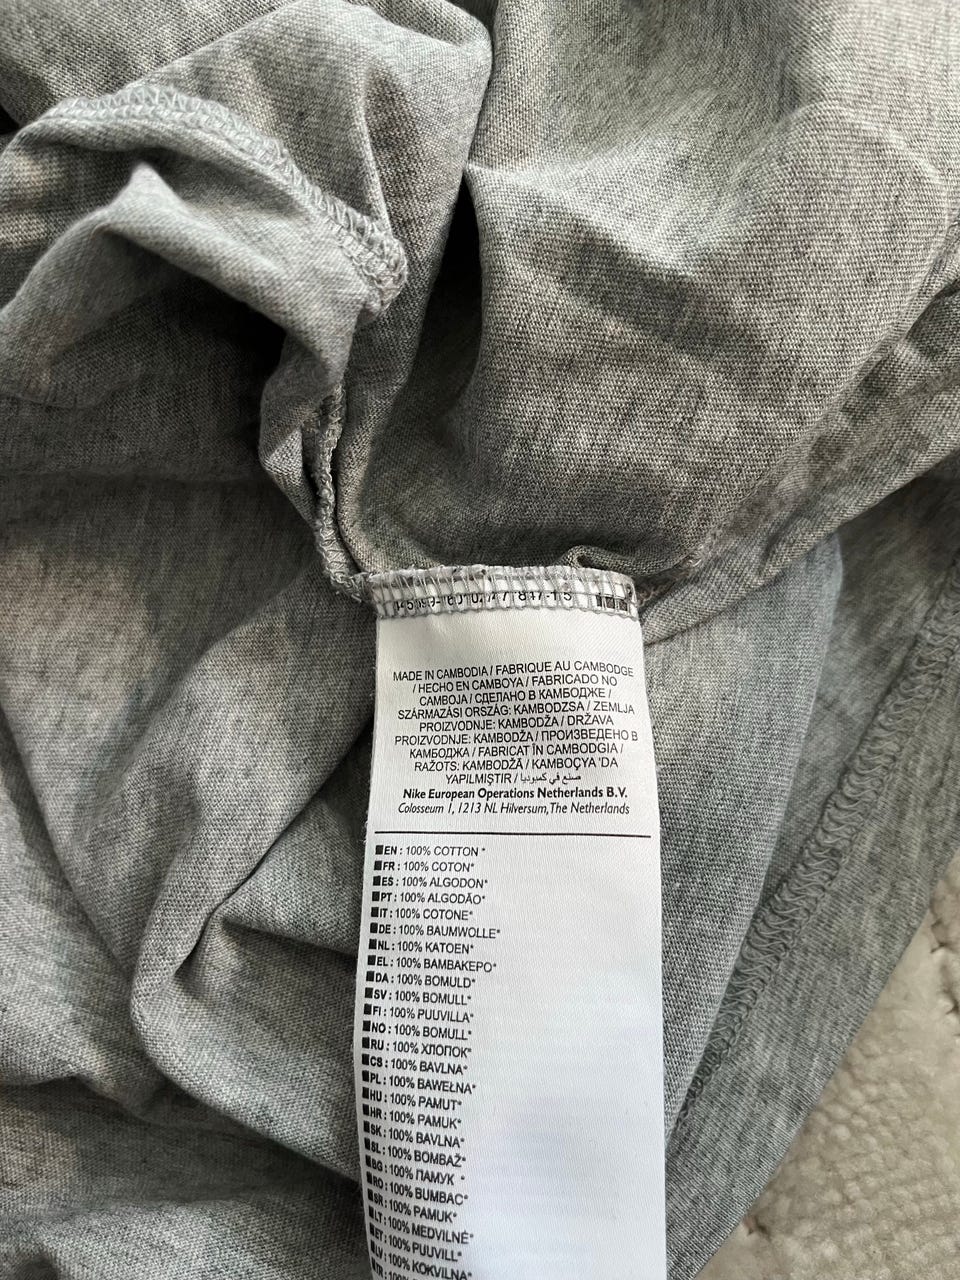 MADE IN CAMBODIA / FABRIQUE AU CAMBODGE
/ HECHO EN CAMBOYA / FABRICADO NO
CAMBOJA / СДЕЛАНО В КАМБОДЖЕ /
SZÁRMAZÁSI ORSZÁG: KAMBODZSA / ZEMLJA
PROIZVODNJE: KAMBODŽA / DRŽAVA
PROIZVODNJE: KAMBODŽA / ПРОИЗВЕДЕНО В
КАМБОДЖА / FABRICAT ÎN CAMBODGIA /
RAŽOTS: KAMBODŽĀ / KAMBOÇYA 'DA
YAPILMIŞTIR / صنع في كمبوديا
Nike European Operations Netherlands B.V.
Colosseum 1, 1213 NL Hilversum, The Netherlands
EN : 100% COTTON *
FR : 100% COTON*
ES : 100% ALGODON*
PT : 100% ALGODÃO*
IT : 100% COTONE*
DE : 100% BAUMWOLLE*
NL : 100% KATOEN*
EL : 100% ΒΑΜΒΑΚΕΡΟ*
DA : 100% BOMULD*
SV : 100% BOMULL*
FI : 100% PUUVILLA*
NO : 100% BOMULL*
RU : 100% ХЛОПОК*
CS : 100% BAVLNA*
PL : 100% BAWEŁNA*
HU : 100% PAMUT*
HR : 100% PAMUK*
SK : 100% BAVLNA*
SL : 100% BOMBAŽ*
BG : 100% ПАМУК *
RO : 100% BUMBAC*
SR : 100% PAMUK*
LT : 100% MEDVILNĖ*
ET : 100% PUUVILL*
LV : 100% KOKVILNA*
TR : 100%